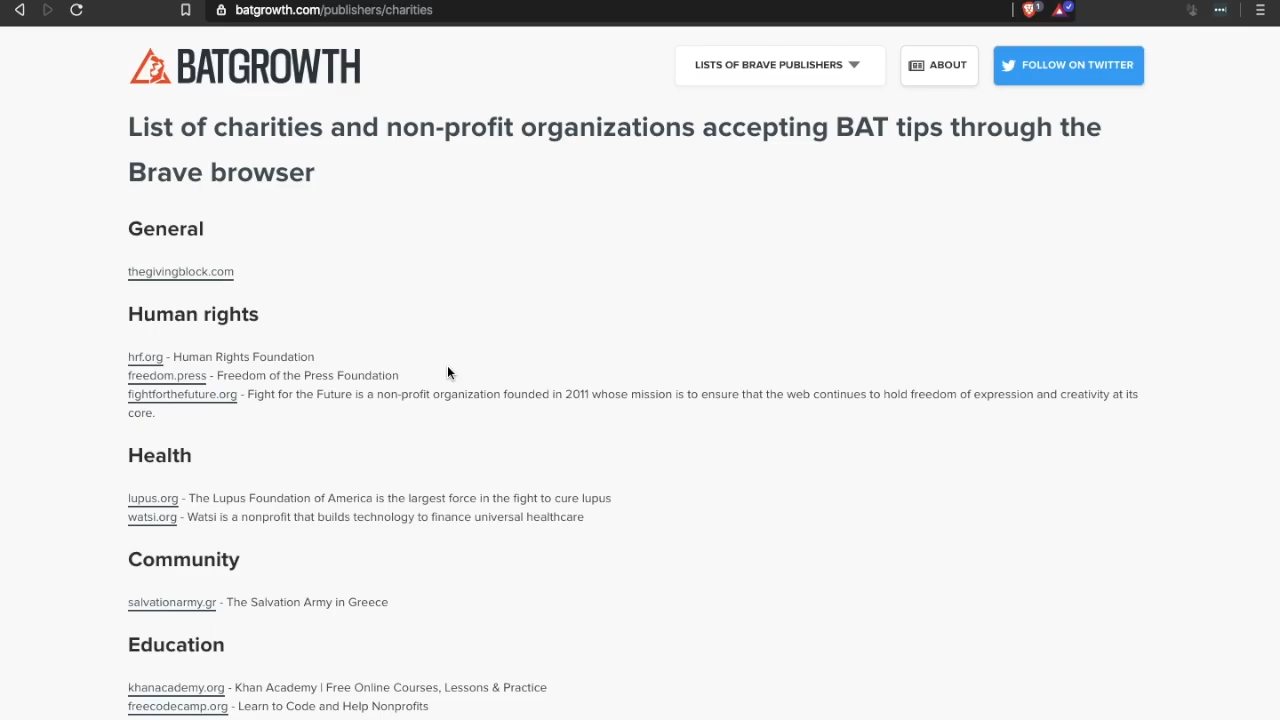 batgrowth.com/publishers/charities
1
BATGROWTH
LISTS OF BRAVE PUBLISHERS
ABOUT
FOLLOW ON TWITTER
List of charities and non-profit organizations accepting BAT tips through the
Brave browser
General
thegivingblock.com
Human rights
hrf.org - Human Rights Foundation
freedom.press - Freedom of the Press Foundation
fightforthefuture.org - Fight for the Future is a non-profit organization founded in 2011 whose mission is to ensure that the web continues to hold freedom of expression and creativity at its
core.
Health
lupus.org - The Lupus Foundation of America is the largest force in the fight to cure lupus
watsi.org - Watsi is a nonprofit that builds technology to finance universal healthcare
Community
salvationarmy.gr - The Salvation Army in Greece
Education
khanacademy.org - Khan Academy | Free Online Courses, Lessons & Practice
freecodecamp.org - Learn to Code and Help Nonprofits